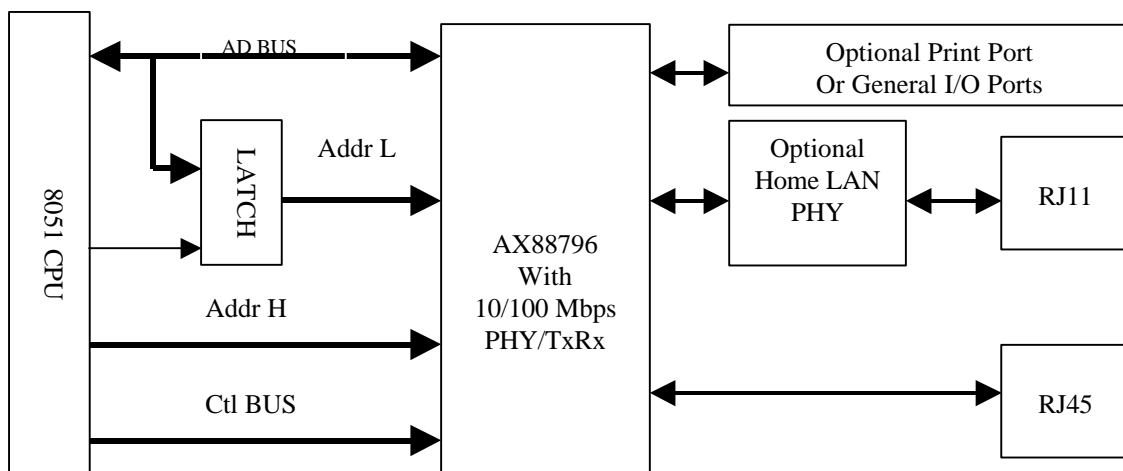 AD BUS
Optional Print Port
Or General I/O Ports
LATCH
Addr L
Optional
Home LAN
PHY
RJ11
8051 CPU
AX88796
With
10/100 Mbps
PHY/TxRx
Addr H
RJ45
Ctl BUS